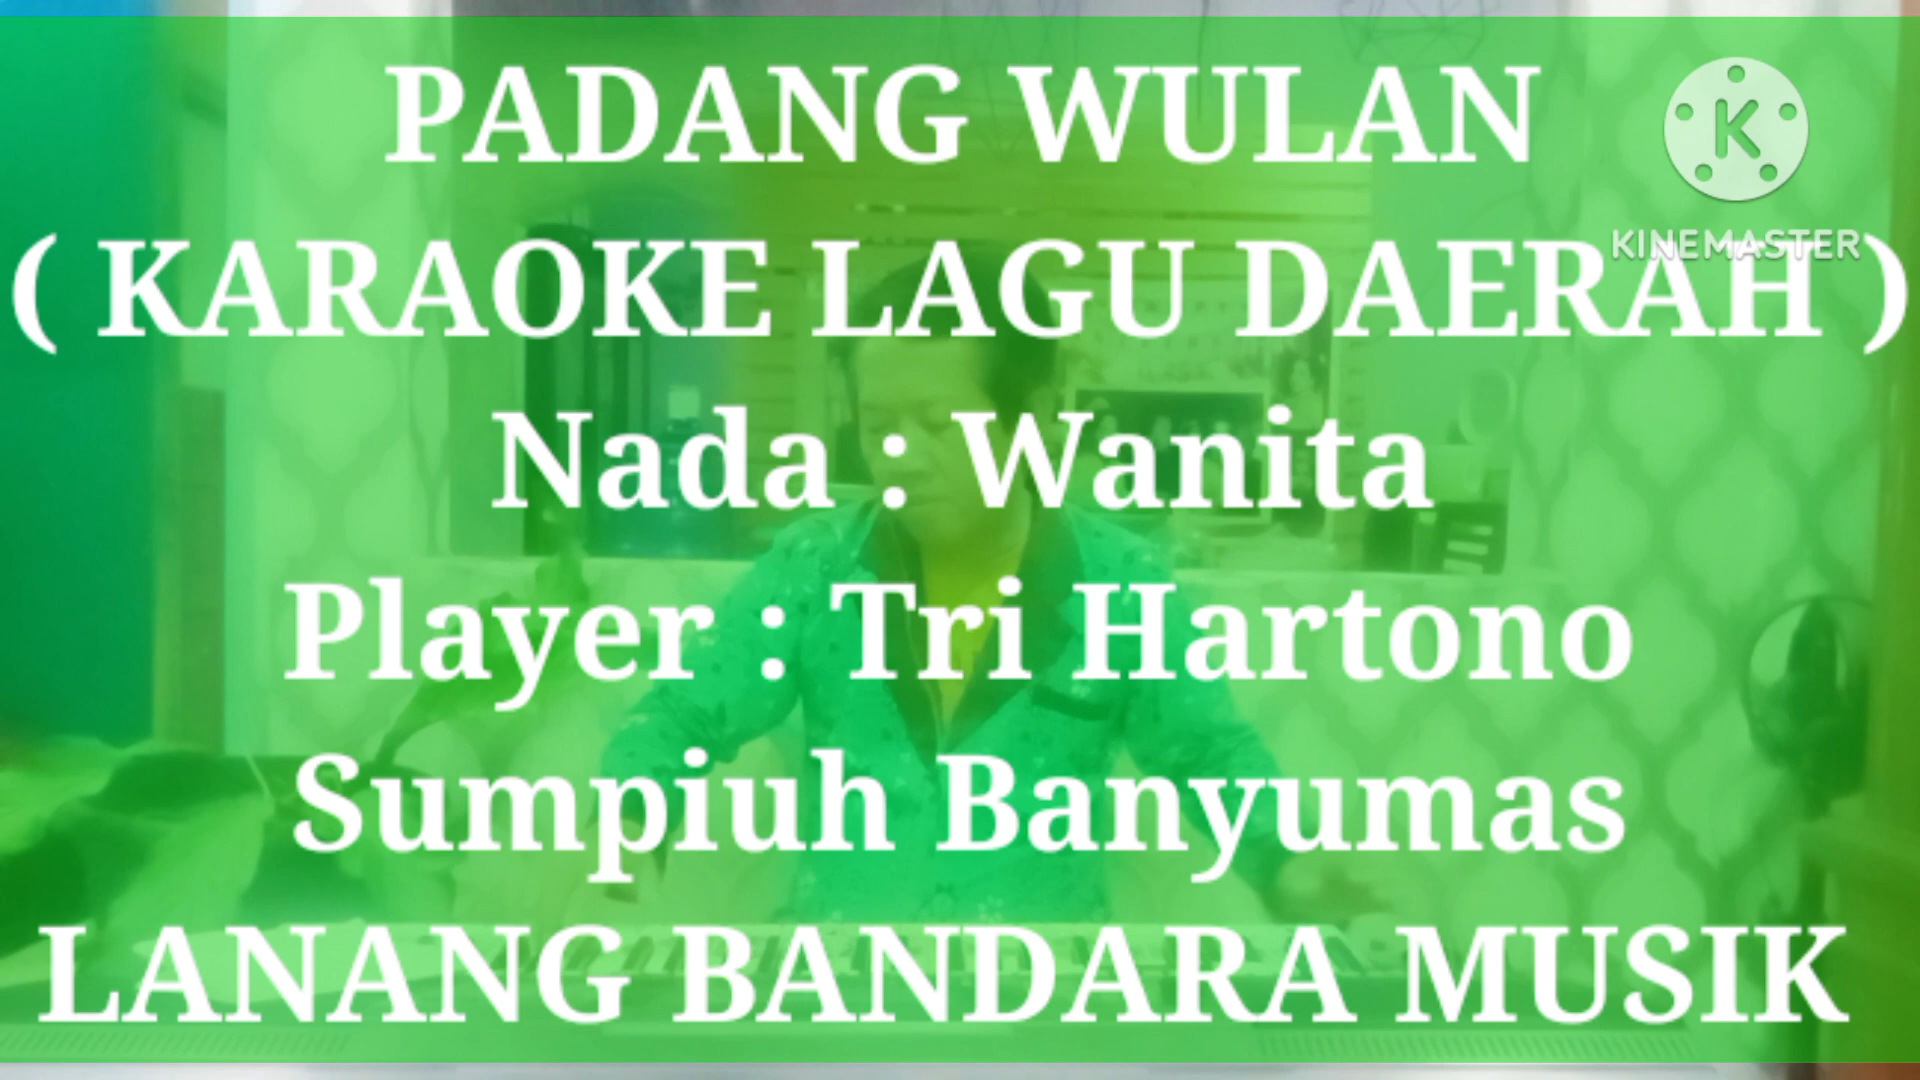 PADANG WULAN
( KARAOKE LAGU DAERAH )
Nada : Wanita
Player : Tri Hartono
Sumpiuh Banyumas
LANANG BANDARA MUSIK
K
KINEMASTER